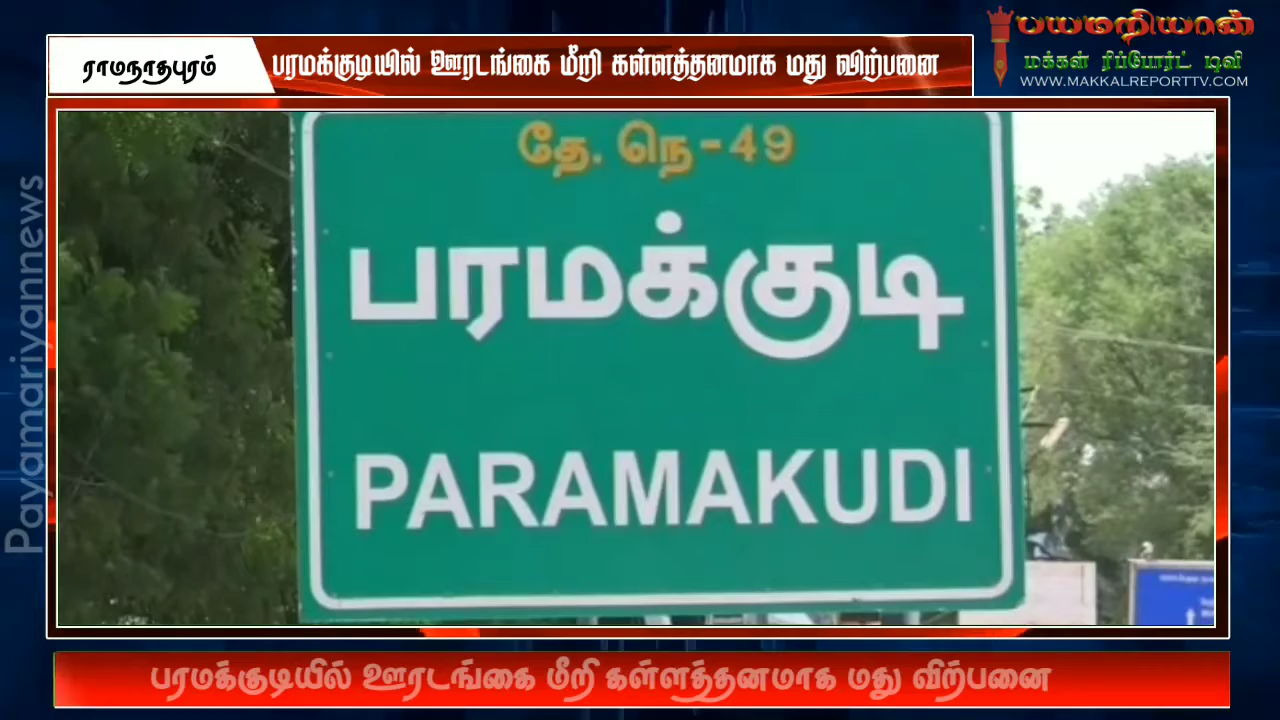 ராமநாதபுரம்
பரமக்குடியில் ஊரடங்கை மீறி கள்ளத்தனமாக மது விற்பனை
பயமறியான்
மக்கள் ரிப்போர்ட் டிவி
WWW.MAKKALREPORTTV.COM
Payamariyannews
தே. நெ-49
பரமக்குடி
PARAMAKUDI
பரமக்குடியில் ஊரடங்கை மீறி கள்ளத்தனமாக மது விற்பனை